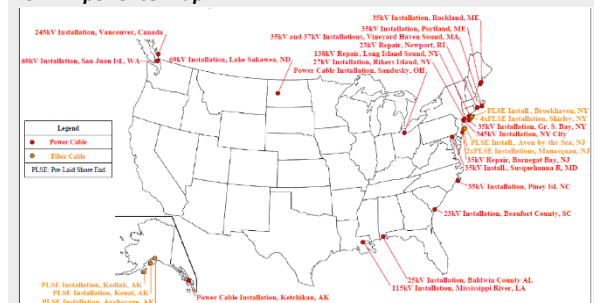 35kV Installation, Rockland, ME
35kV Installation, Portland, ME
35kV and 37kV Installations, Vineyard Haven Sound, MA
23kV Repair, Newport, RI
138kV Repair, Long Island Sound, NY
27kV Installation, Rikers Island, NY
Power Cable Installation, Sandusky, OH
245kV Installation, Vancouver, Canada
69kV Installation, San Juan Isl., WA
69kV Installation, Lake Sakawea, ND
PLSE Install., Brookhaven, NY
4xPLSE Installation, Shirley, NY
35kV Installation, Gr. S. Bay, NY
345kV Installation, NY City
PLSE Install., Avon-by-the-Sea, NJ
2xPLSE Installations, Manasquan, NJ
35kV Repair, Barnegat Bay, NJ
35kV Install., Susquehanna R, MD
35kV Installation, Piney Isl. NC
23kV Installation, Beaufort County, SC
25kV Installation, Baldwin County AL
115kV Installation, Mississippi River, LA
Legend
Power Cable
Fiber Cable
PLSE: Pre-Laid Shore End
PLSE Installation, Kodiak, AK
PLSE Installation, Kenai, AK
PLSE Installation, Anchorage, AK
Power Cable Installation, Ketchikan, AK